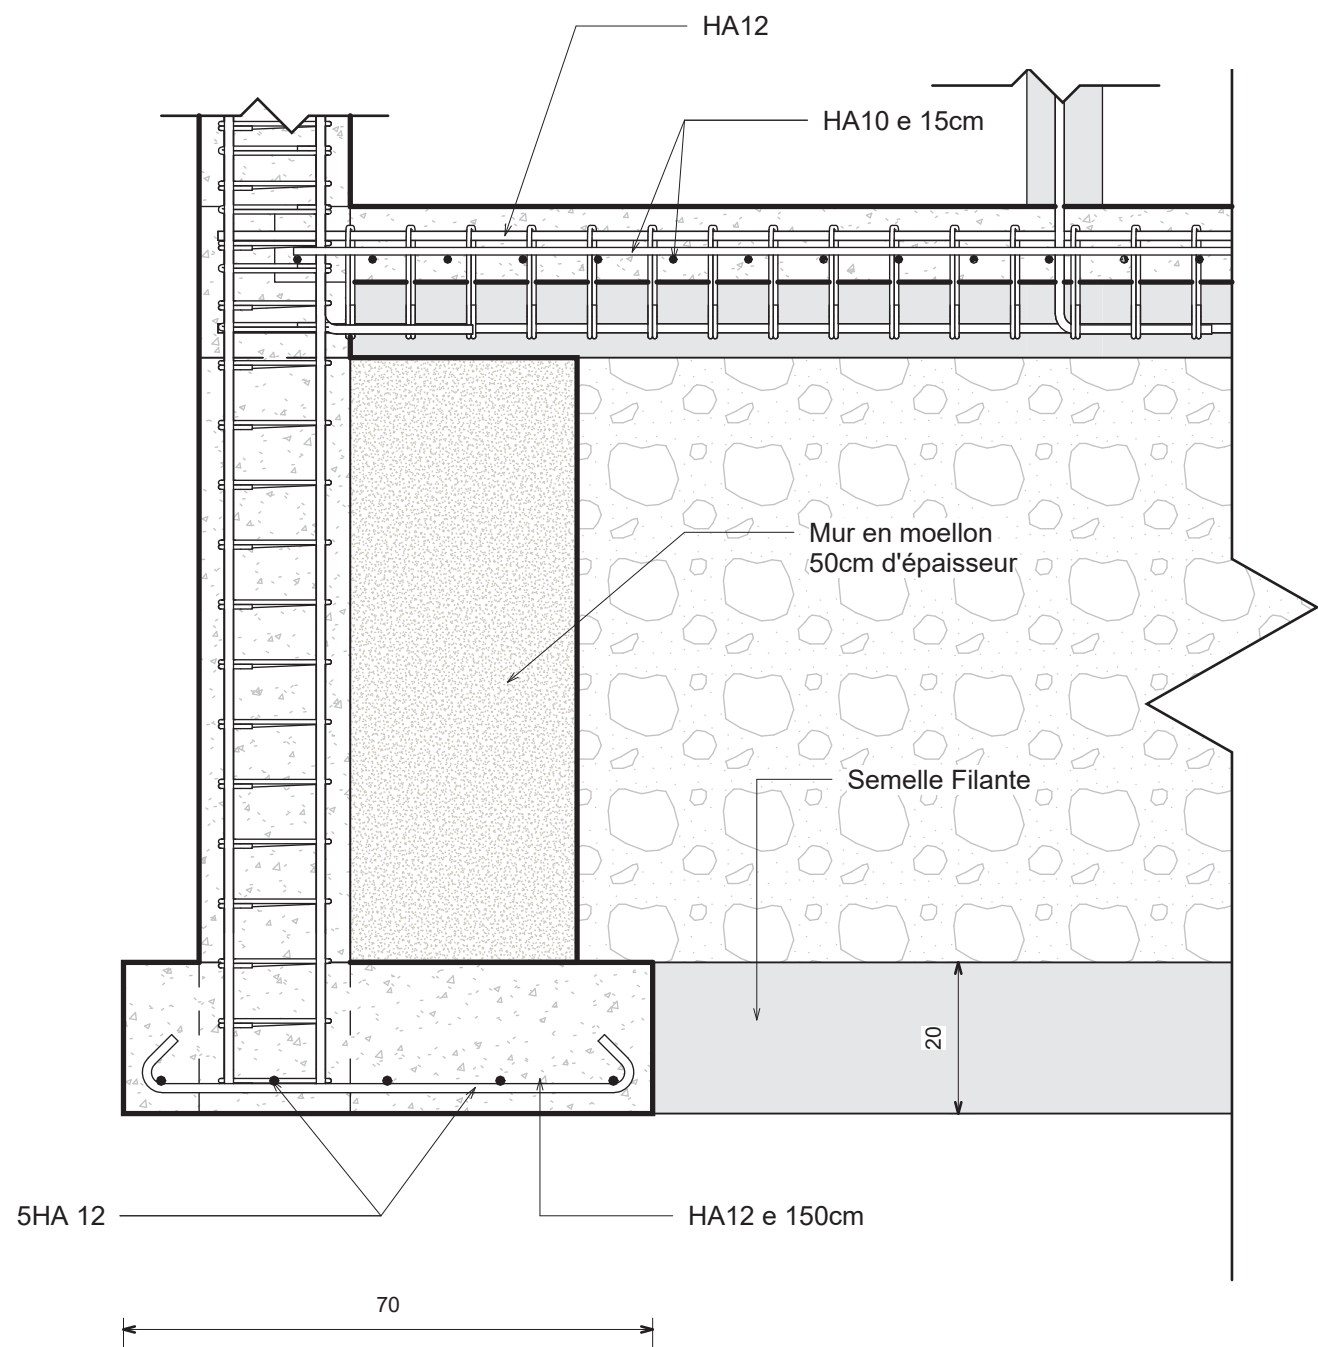 HA12
HA10 e 15cm
Mur en moellon
50cm d'épaisseur
Semelle Filante
20
5HA 12
HA12 e 150cm
70